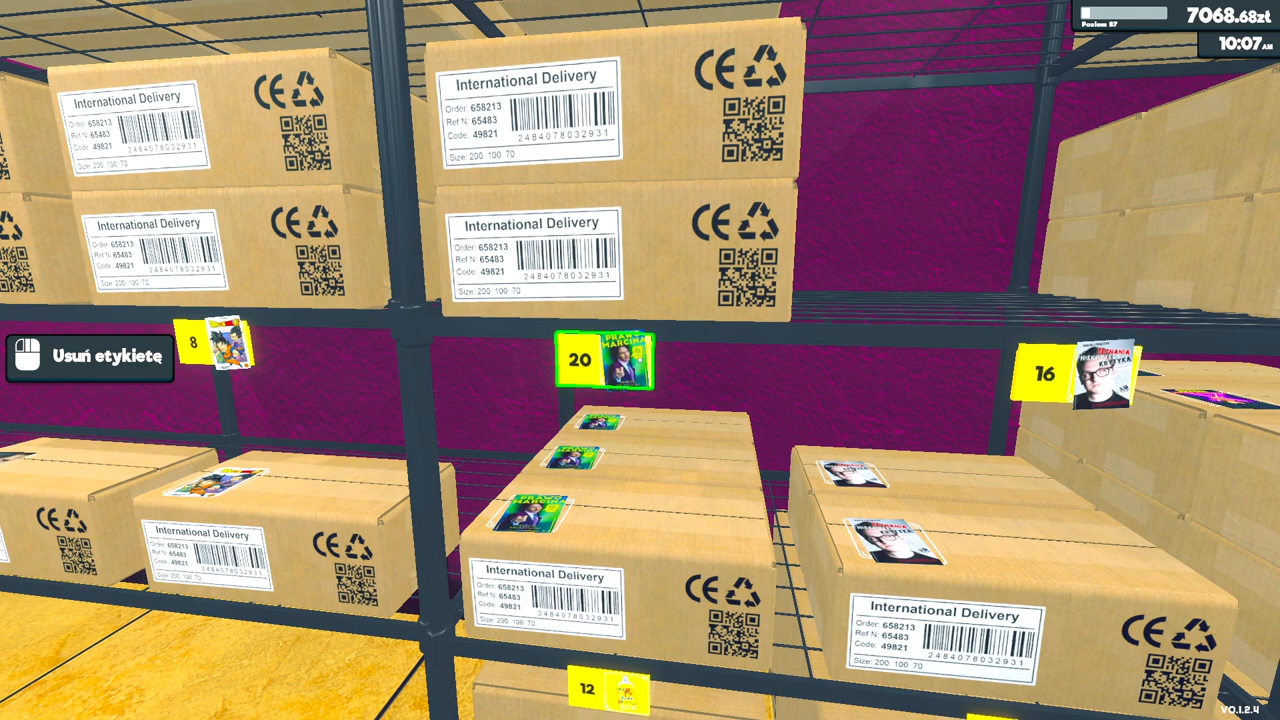 7068.68zł
Poziom 87
10:07AM
International Delivery
Order: 658213
Ref N: 65483
Code: 49821
2484078032931
Size: 200 100 70
CE
International Delivery
Order: 658213
Ref N: 65483
Code: 49821
2484078032931
Size: 200 100 70
CE
International Delivery
Order: 658213
Ref N: 65483
Code: 49821
2484078032931
Size: 200 100 70
CE
International Delivery
Order: 658213
Ref N: 65483
Code: 49821
2484078032931
Size: 200 100 70
CE
Usuń etykietę
8
20
PRAWO
MARCINA
16
KRYTYKA
PRAWO
MARCINA
CE
International Delivery
Order: 658213
Ref N: 65483
Code: 49821
2484078032931
Size: 200 100 70
CE
International Delivery
Order: 658213
Ref N: 65483
Code: 49821
2484078032931
Size: 200 100 70
CE
International Delivery
Order: 658213
Ref N: 65483
Code: 49821
2484078032931
Size: 200 100 70
CE
12
V0.1.2.4